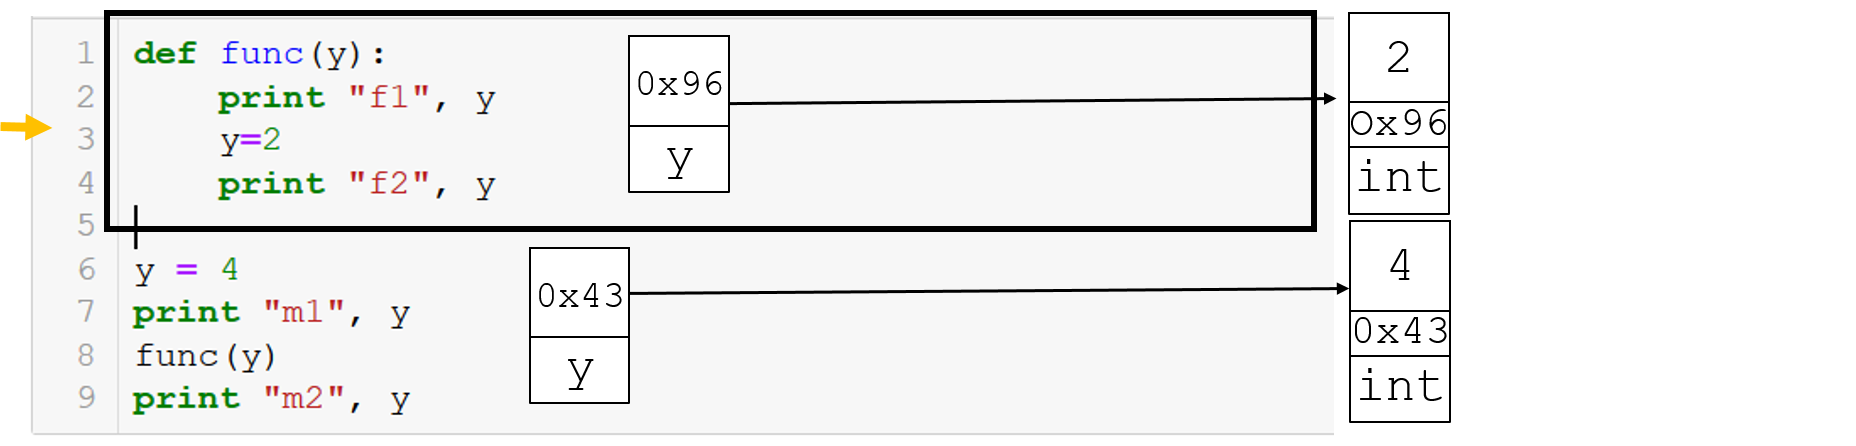 1 def func(y):
2 print "f1", y
3 y=2
4 print "f2", y
5
6 y = 4
7 print "m1", y
8 func(y)
9 print "m2", y
0x96
y
0x43
y
2
0x96
int
4
0x43
int